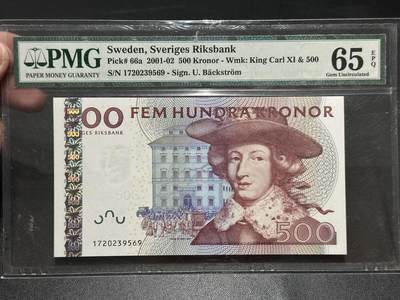 PMG
PAPER MONEY GUARANTY
Sweden, Sveriges Riksbank
Pick# 66a 2001-02 500 Kronor - Wmk: King Carl XI & 500
S/N 1720239569 - Sign. U. Bäckström
65 EPQ
Gem Uncirculated
500 FEM HUNDRA KRONOR
GES RIKSBANK
1720239569
500